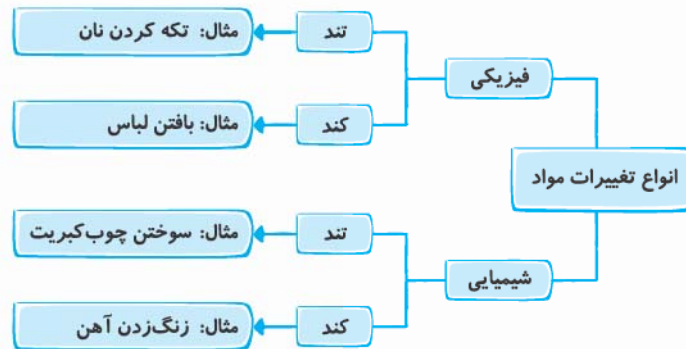 انواع تغییرات مواد
فیزیکی
تند
مثال: تکه کردن نان
کند
مثال: بافتن لباس
شیمیایی
تند
مثال: سوختن چوب‌کبریت
کند
مثال: زنگ‌زدن آهن